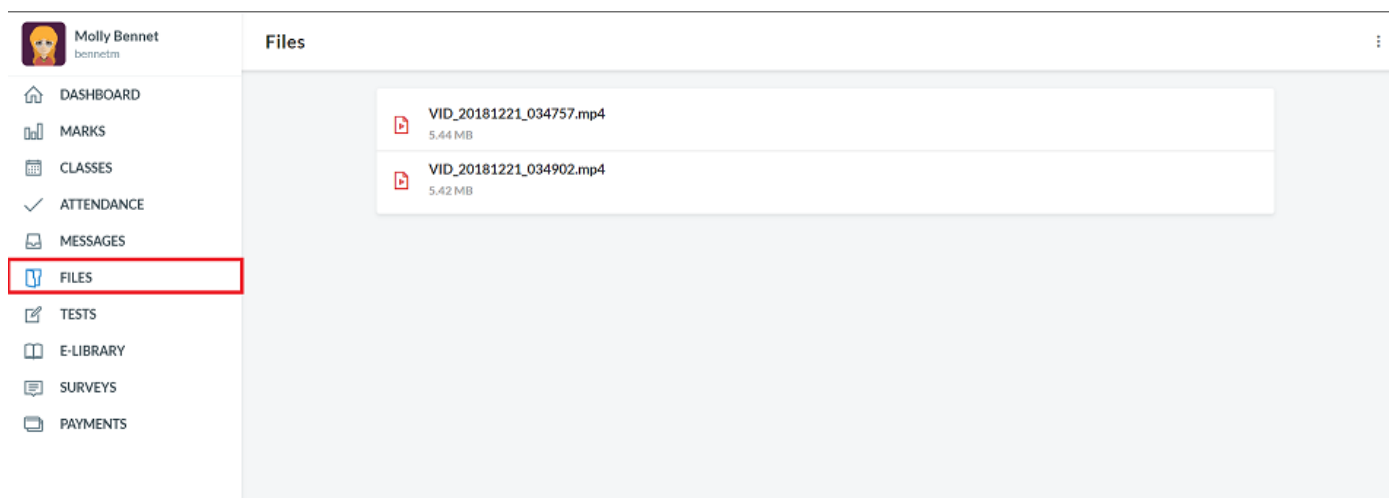 Molly Bennet
bennetm
Files
DASHBOARD
MARKS
CLASSES
ATTENDANCE
MESSAGES
FILES
TESTS
E-LIBRARY
SURVEYS
PAYMENTS
VID_20181221_034757.mp4
5.44 MB
VID_20181221_034902.mp4
5.42 MB